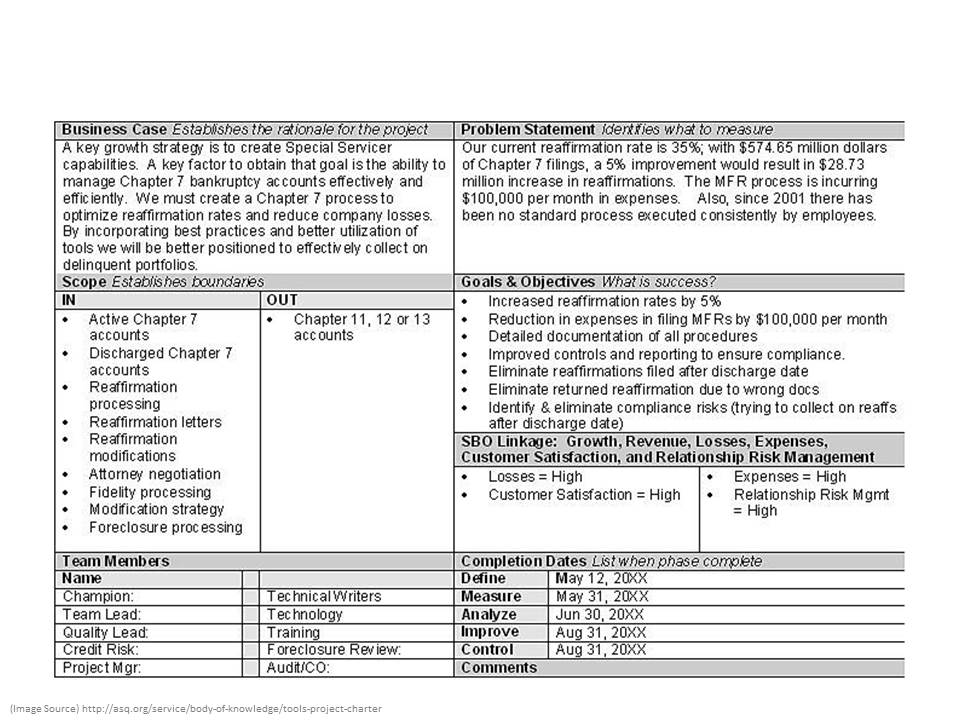 Business Case Establishes the rationale for the project
A key growth strategy is to create Special Servicer
capabilities. A key factor to obtain that goal is the ability to
manage Chapter 7 bankruptcy accounts effectively and
efficiently. We must create a Chapter 7 process to
optimize reaffirmation rates and reduce company losses.
By incorporating best practices and better utilization of
tools we will be better positioned to effectively collect on
delinquent portfolios.
Problem Statement Identifies what to measure
Our current reaffirmation rate is 35%; with $574.65 million dollars
of Chapter 7 filings, a 5% improvement would result in $28.73
million increase in reaffirmations. The MFR process is incurring
$100,000 per month in expenses. Also, since 2001 there has
been no standard process executed consistently by employees.
Scope Establishes boundaries
IN
• Active Chapter 7
accounts
• Discharged Chapter 7
accounts
• Reaffirmation
processing
• Reaffirmation letters
• Reaffirmation
modifications
• Attorney negotiation
• Fidelity processing
• Modification strategy
• Foreclosure processing
OUT
• Chapter 11, 12 or 13
accounts
Goals & Objectives What is success?
• Increased reaffirmation rates by 5%
• Reduction in expenses in filing MFRs by $100,000 per month
• Detailed documentation of all procedures
• Improved controls and reporting to ensure compliance.
• Eliminate reaffirmations filed after discharge date
• Eliminate returned reaffirmation due to wrong docs
• Identify & eliminate compliance risks (trying to collect on reaffs
after discharge date)
SBO Linkage: Growth, Revenue, Losses, Expenses,
Customer Satisfaction, and Relationship Risk Management
• Losses = High
• Customer Satisfaction = High
• Expenses = High
• Relationship Risk Mgmt
= High
Team Members
Name
Champion: Technical Writers
Team Lead: Technology
Quality Lead: Training
Credit Risk: Foreclosure Review:
Project Mgr: Audit/CO:
Completion Dates List when phase complete
Define May 12, 20XX
Measure May 31, 20XX
Analyze Jun 30, 20XX
Improve Aug 31, 20XX
Control Aug 31, 20XX
Comments
(Image Source) http://asq.org/service/body-of-knowledge/tools-project-charter